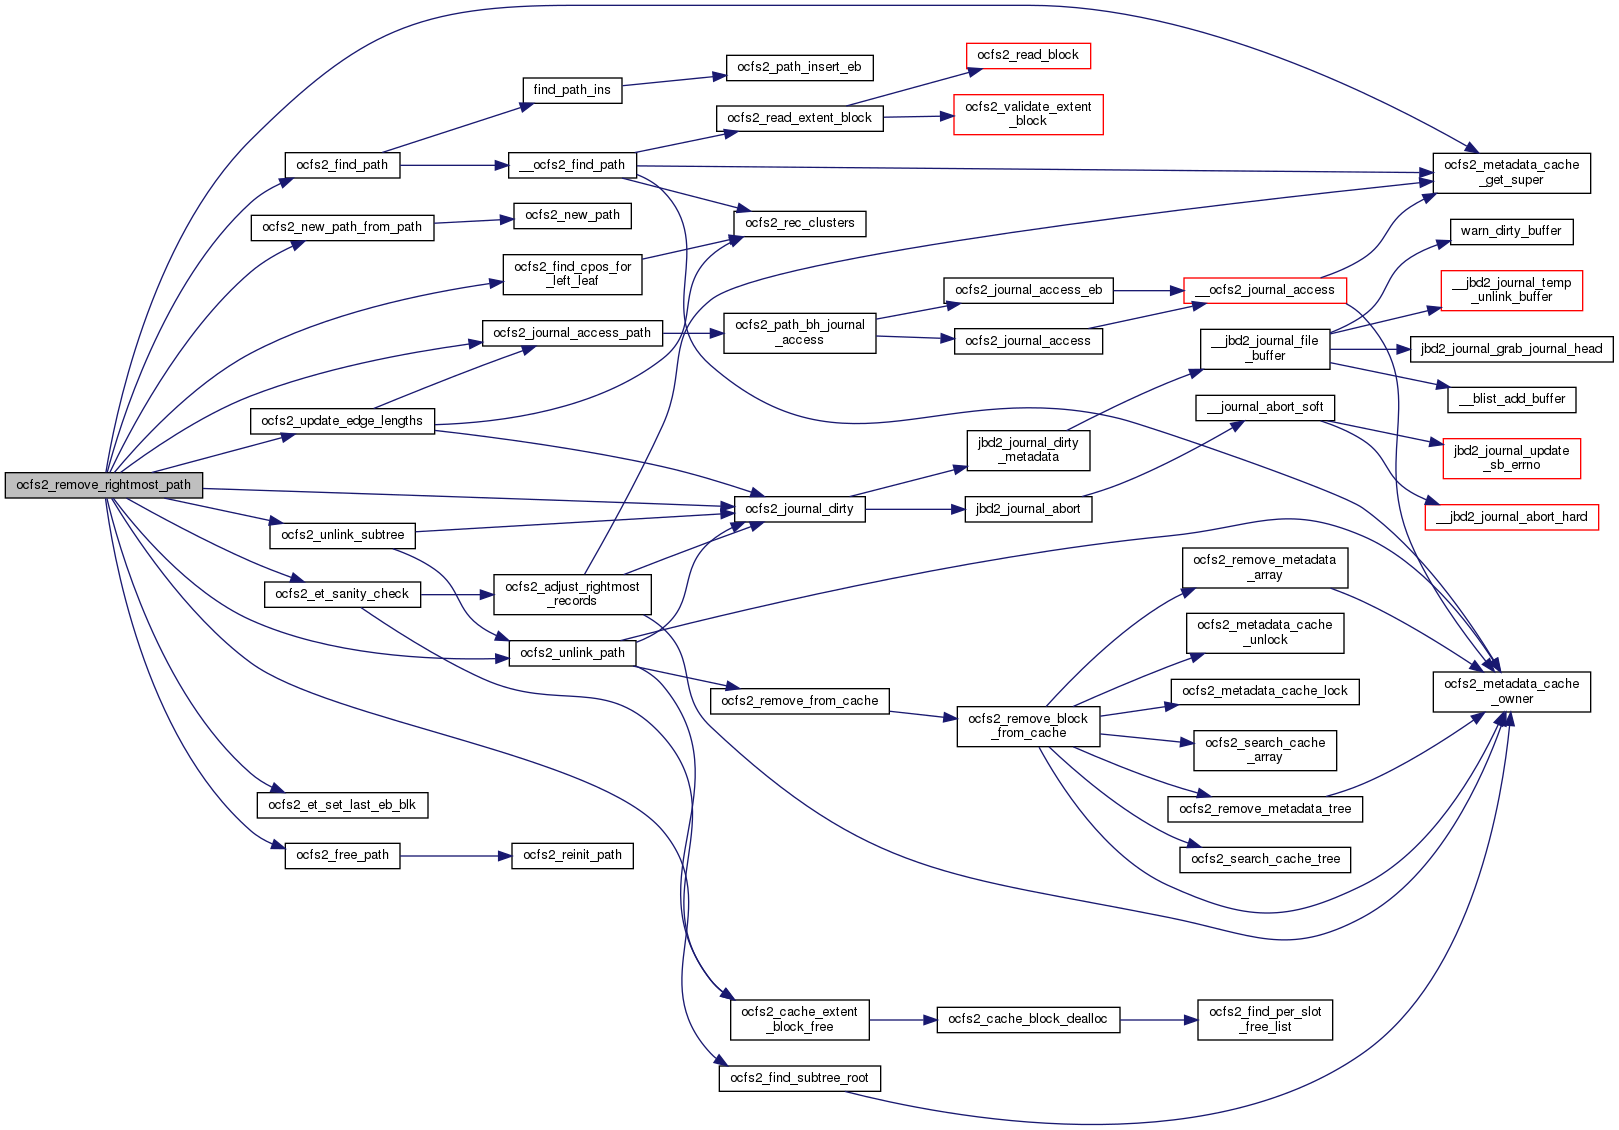 ocfs2_remove_rightmost_path
ocfs2_find_path
ocfs2_new_path_from_path
ocfs2_update_edge_lengths
ocfs2_unlink_subtree
ocfs2_et_sanity_check
ocfs2_et_set_last_eb_blk
ocfs2_free_path
find_path_ins
__ocfs2_find_path
ocfs2_new_path
ocfs2_find_cpos_for
_left_leaf
ocfs2_journal_access_path
ocfs2_adjust_rightmost
_records
ocfs2_unlink_path
ocfs2_reinit_path
ocfs2_path_insert_eb
ocfs2_read_extent_block
ocfs2_rec_clusters
ocfs2_path_bh_journal
_access
ocfs2_journal_dirty
ocfs2_remove_from_cache
ocfs2_cache_extent
_block_free
ocfs2_find_subtree_root
ocfs2_read_block
ocfs2_validate_extent
_block
ocfs2_journal_access_eb
ocfs2_journal_access
jbd2_journal_dirty
_metadata
jbd2_journal_abort
ocfs2_remove_block
_from_cache
ocfs2_cache_block_dealloc
__ocfs2_journal_access
__jbd2_journal_file
_buffer
__journal_abort_soft
ocfs2_remove_metadata
_array
ocfs2_metadata_cache
_unlock
ocfs2_metadata_cache_lock
ocfs2_search_cache
_array
ocfs2_remove_metadata_tree
ocfs2_search_cache_tree
ocfs2_find_per_slot
_free_list
ocfs2_metadata_cache
_get_super
warn_dirty_buffer
__jbd2_journal_temp
_unlink_buffer
jbd2_journal_grab_journal_head
__blist_add_buffer
jbd2_journal_update
_sb_errno
__jbd2_journal_abort_hard
ocfs2_metadata_cache
_owner